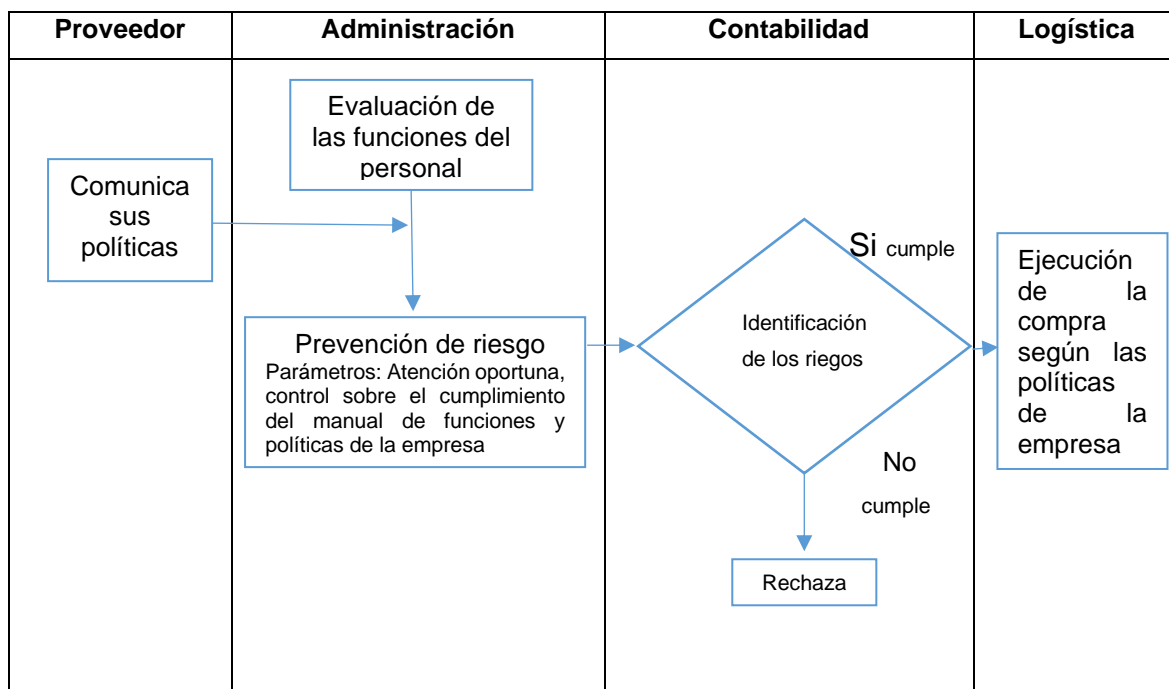 Proveedor
Administración
Contabilidad
Logística
Comunica
sus
políticas
Evaluación de
las funciones del
personal
Prevención de riesgo
Parámetros: Atención oportuna,
control sobre el cumplimiento
del manual de funciones y
políticas de la empresa
Identificación
de los riegos
Si cumple
No
cumple
Rechaza
Ejecución
de la
compra
según las
políticas
de la
empresa